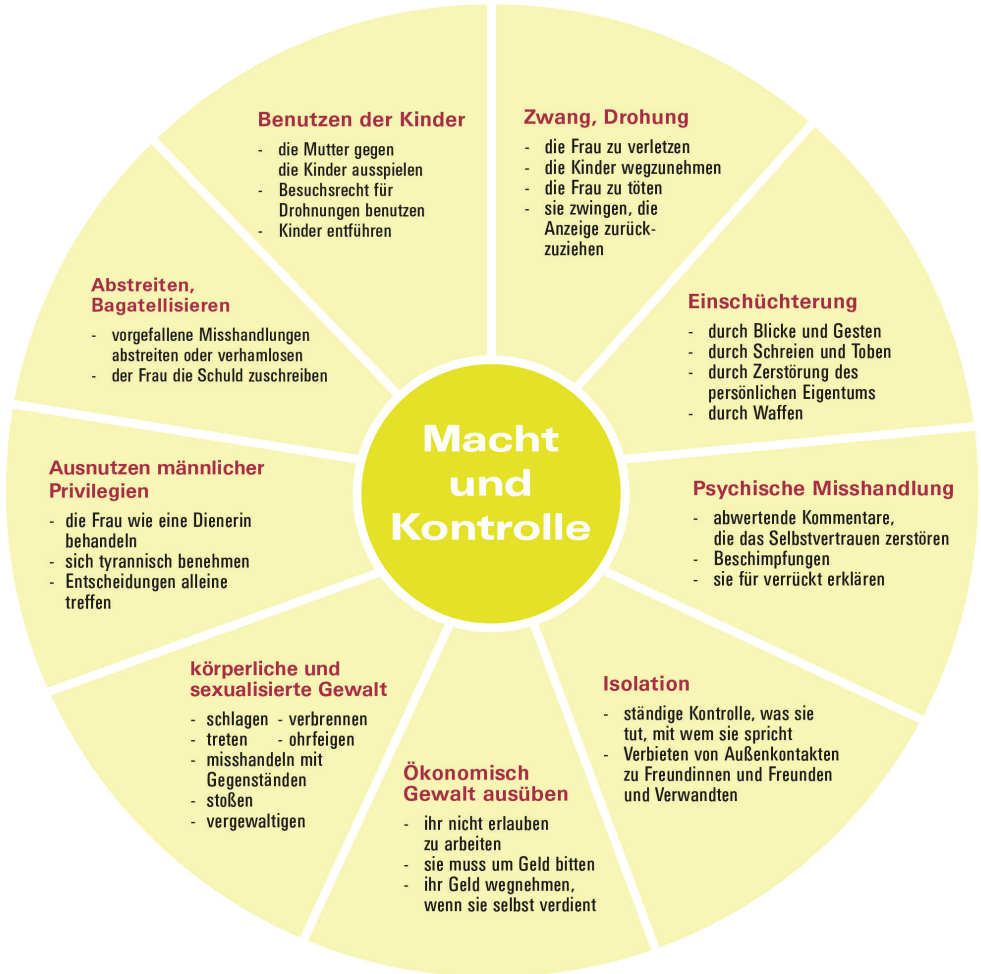 Benutzen der Kinder
- die Mutter gegen
die Kinder ausspielen
- Besuchsrecht für
Drohnungen benutzen
- Kinder entführen
Zwang, Drohung
- die Frau zu verletzen
- die Kinder wegzunehmen
- die Frau zu töten
- sie zwingen, die
Anzeige zurück-
zuziehen
Einschüchterung
- durch Blicke und Gesten
- durch Schreien und Toben
- durch Zerstörung des
persönlichen Eigentums
- durch Waffen
Psychische Misshandlung
- abwertende Kommentare,
die das Selbstvertrauen zerstören
- Beschimpfungen
- sie für verrückt erklären
Isolation
- ständige Kontrolle, was sie
tut, mit wem sie spricht
- Verbieten von Außenkontakten
zu Freundinnen und Freunden
und Verwandten
Ökonomisch
Gewalt ausüben
- ihr nicht erlauben
zu arbeiten
- sie muss um Geld bitten
- ihr Geld wegnehmen,
wenn sie selbst verdient
körperliche und
sexualisierte Gewalt
- schlagen - verbrennen
- treten - ohrfeigen
- misshandeln mit
Gegenständen
- stoßen
- vergewaltigen
Ausnutzen männlicher
Privilegien
- die Frau wie eine Dienerin
behandeln
- sich tyrannisch benehmen
- Entscheidungen alleine
treffen
Abstreiten,
Bagatellisieren
- vorgefallene Misshandlungen
abstreiten oder verhamlosen
- der Frau die Schuld zuschreiben
Macht
und
Kontrolle